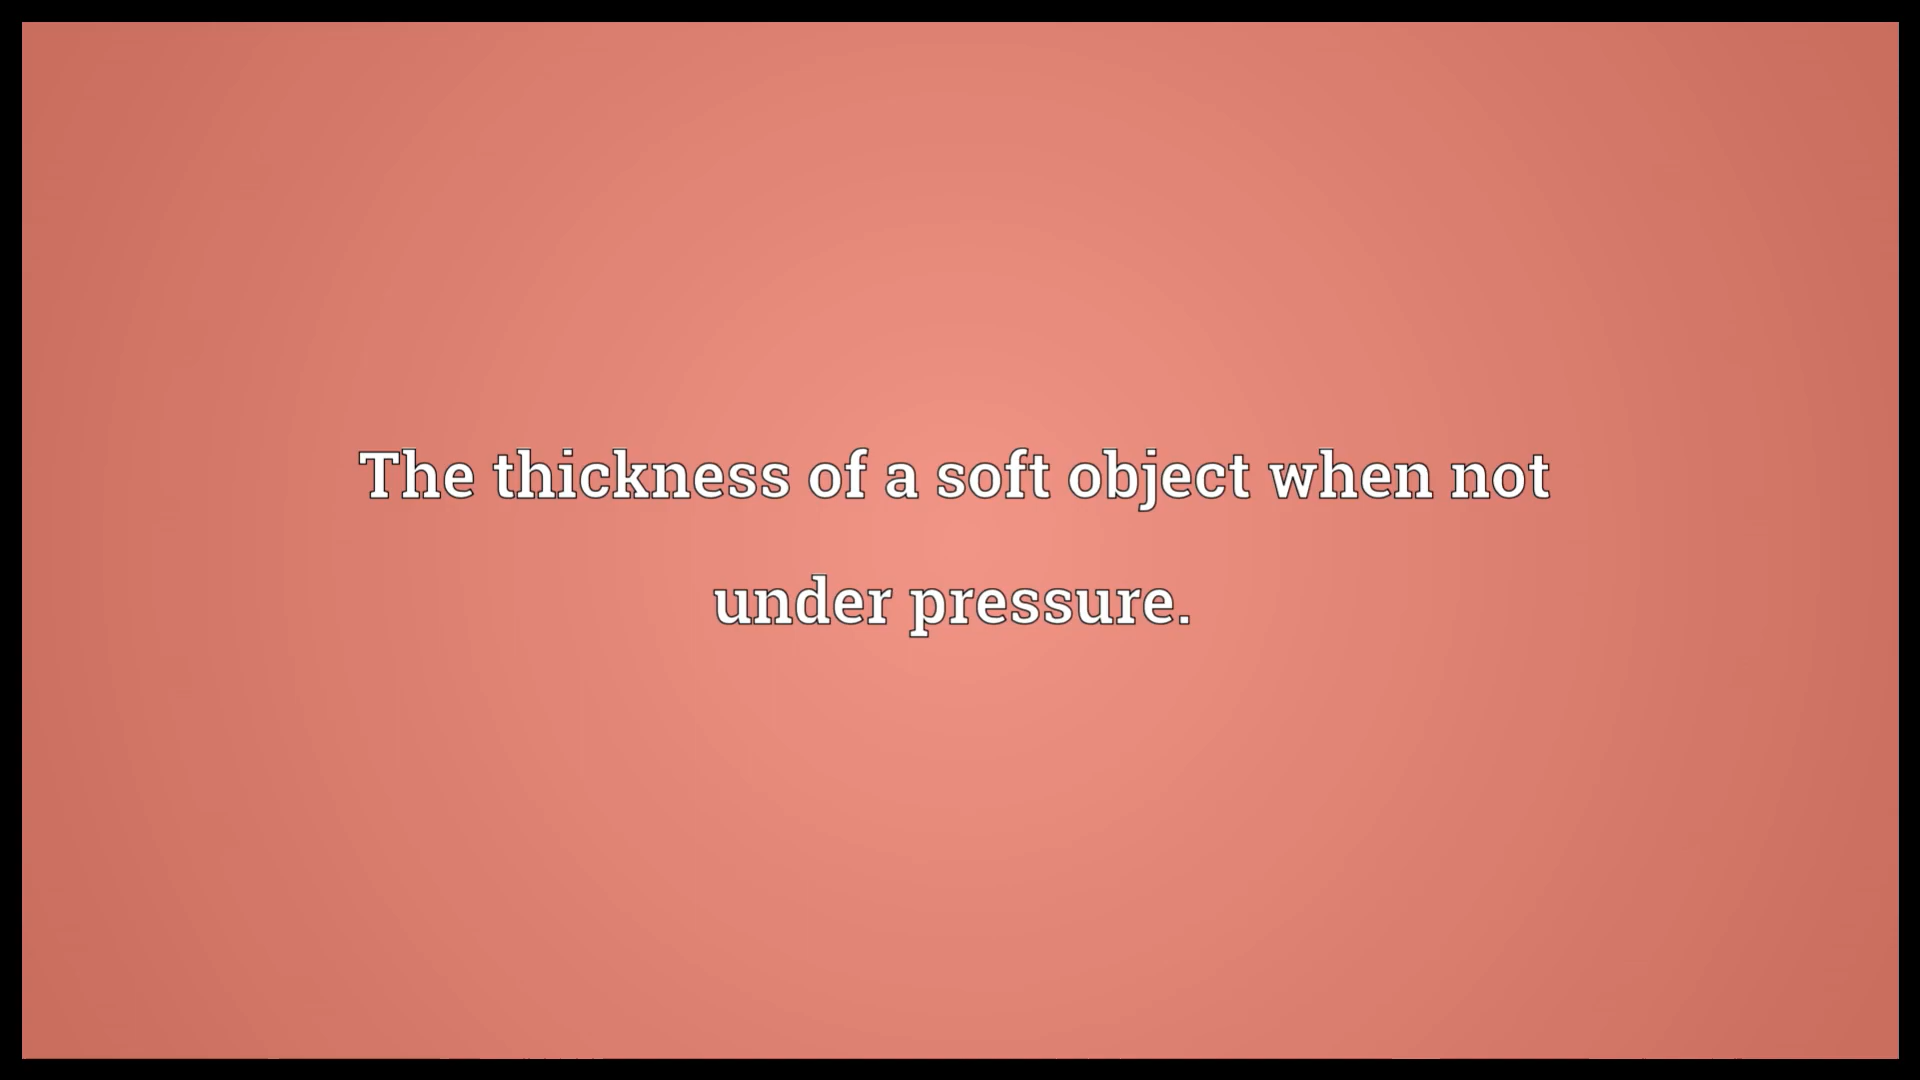 The thickness of a soft object when not
under pressure.